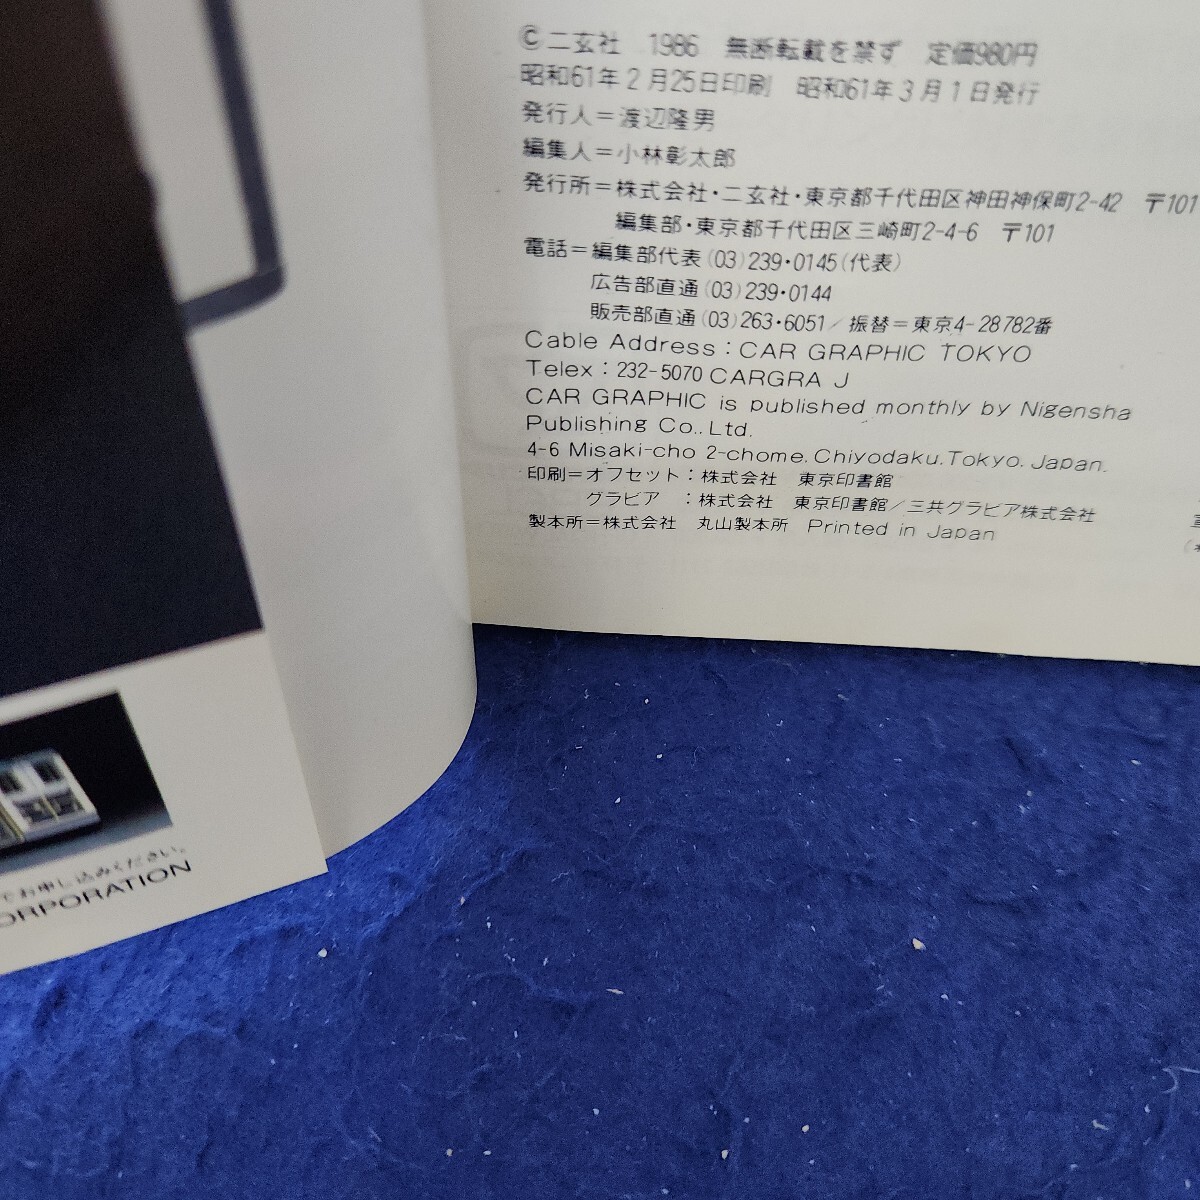 ©二玄社　1986　無断転載を禁ず　定価980円
昭和61年2月25日印刷　昭和61年3月1日発行
発行人＝渡辺隆男
編集人＝小林彰太郎
発行所＝株式会社・二玄社・東京都千代田区神田神保町2-42　〒101
編集部・東京都千代田区三崎町2-4-6　〒101
電話＝編集部代表(03)239・0145(代表)
広告部直通(03)239・0144
販売部直通(03)263・6051／振替＝東京4-28782番
Cable Address : CAR GRAPHIC TOKYO
Telex : 232-5070 CARGRA J
CAR GRAPHIC is published monthly by Nigensha
Publishing Co., Ltd.
4-6 Misaki-cho 2-chome. Chiyodaku. Tokyo. Japan.
印刷＝オフセット：株式会社　東京印書館
グラビア　：株式会社　東京印書館／三共グラビア株式会社
製本所＝株式会社　丸山製本所　Printed in Japan
でお申し込みください。
ORPORATION